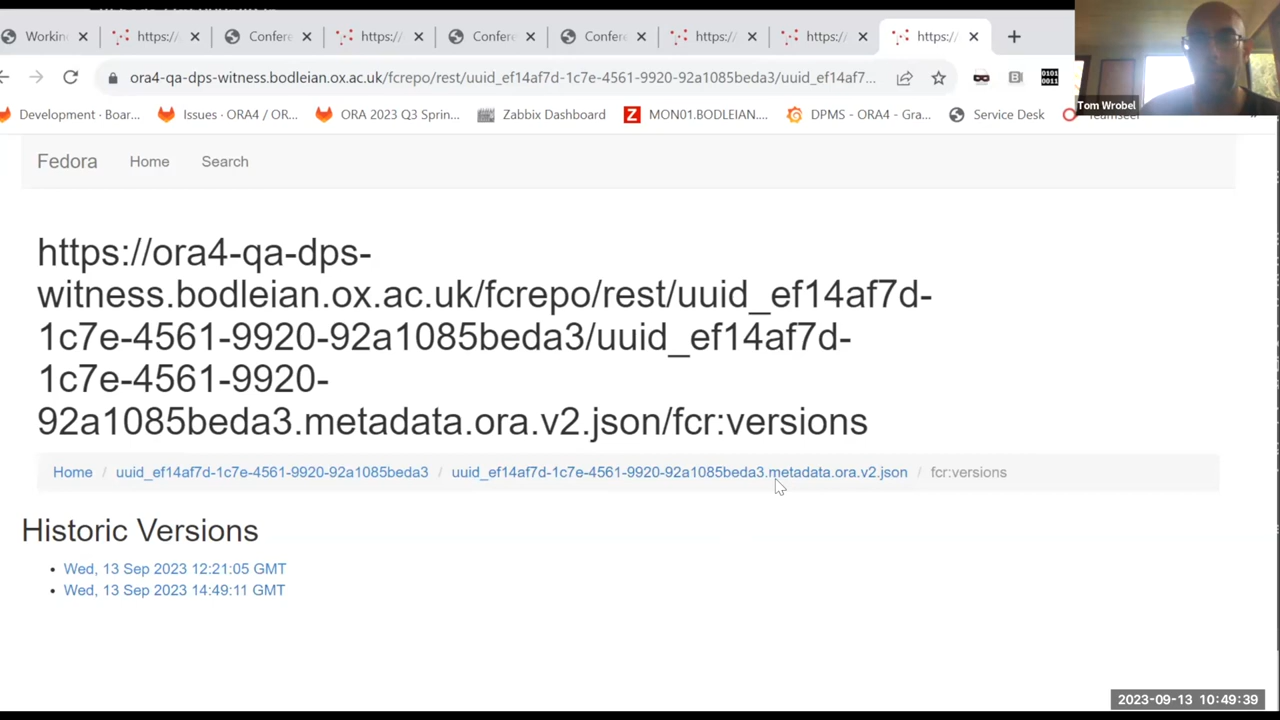 Workin
https:/
Confere
https:/
Confere
Confere
https:/
https:/
https:/
ora4-qa-dps-witness.bodleian.ox.ac.uk/fcrepo/rest/uuid_ef14af7d-1c7e-4561-9920-92a1085beda3/uuid_ef14af7...
Tom Wrobel
Development - Boar...
Issues · ORA4 / OR...
ORA 2023 Q3 Sprin...
Zabbix Dashboard
MON01.BODLEIAN....
DPMS - ORA4 - Gra...
Service Desk
Teamseer
Fedora Home Search
https://ora4-qa-dps-
witness.bodleian.ox.ac.uk/fcrepo/rest/uuid_ef14af7d-
1c7e-4561-9920-92a1085beda3/uuid_ef14af7d-
1c7e-4561-9920-
92a1085beda3.metadata.ora.v2.json/fcr:versions
Home / uuid_ef14af7d-1c7e-4561-9920-92a1085beda3 / uuid_ef14af7d-1c7e-4561-9920-92a1085beda3.metadata.ora.v2.json / fcr:versions
Historic Versions
• Wed, 13 Sep 2023 12:21:05 GMT
• Wed, 13 Sep 2023 14:49:11 GMT
2023-09-13 10:49:39